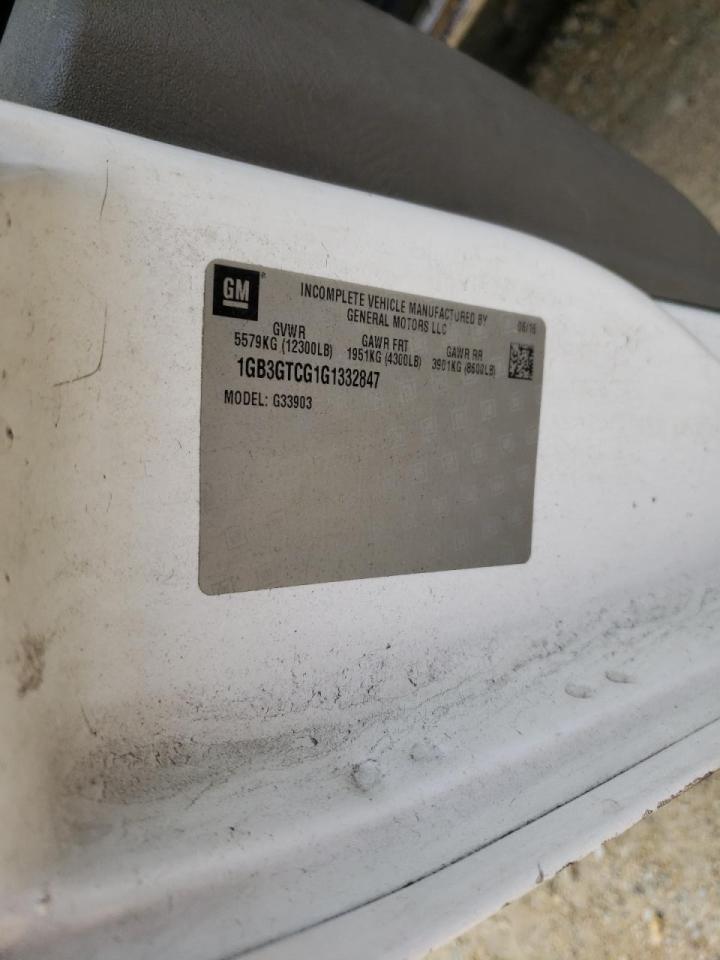 GM® INCOMPLETE VEHICLE MANUFACTURED BY 06/16
GENERAL MOTORS LLC
GVWR GAWR FRT GAWR RR
5579KG (12300LB) 1951KG (4300LB) 3901KG (8600LB)
1GB3GTCG1G1332847
MODEL: G33903